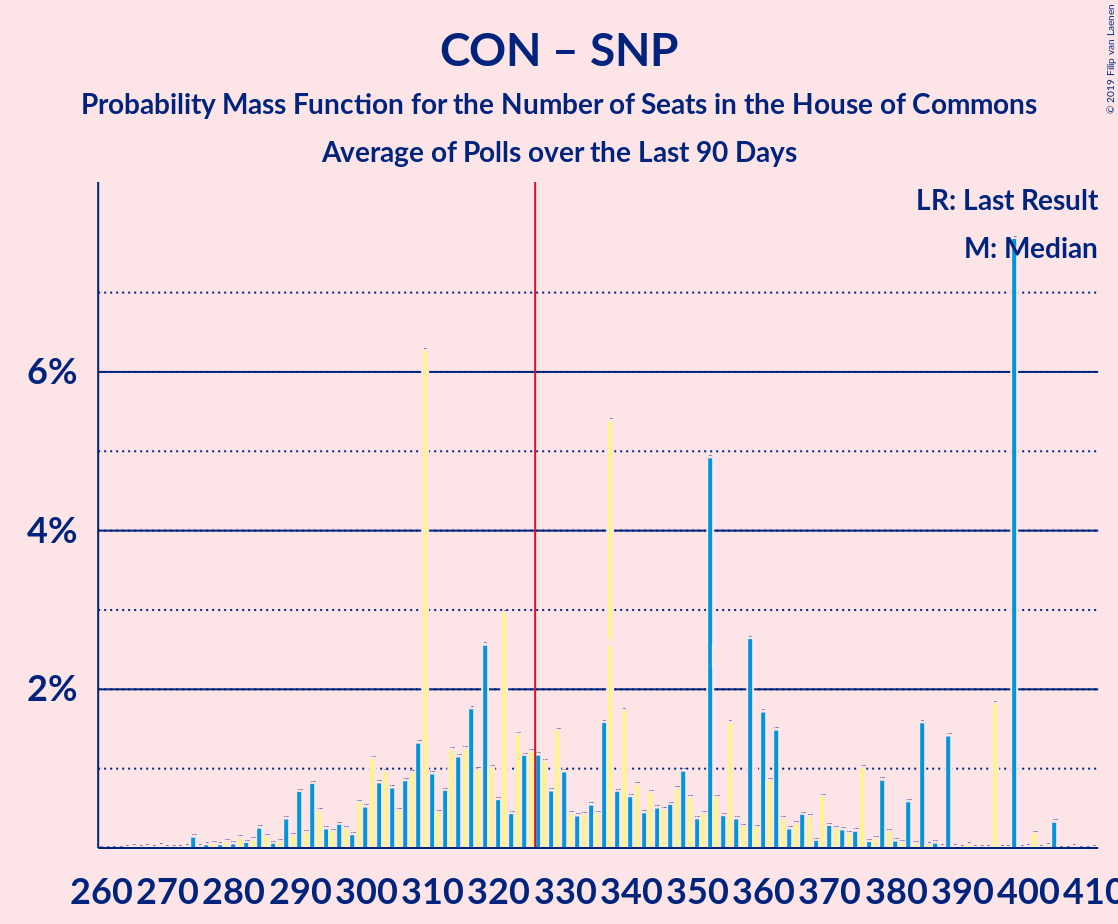 CON – SNP
Probability Mass Function for the Number of Seats in the House of Commons
Average of Polls over the Last 90 Days
© 2019 Filip van Laenen
LR: Last Result
M: Median
6%
4%
2%
260 270 280 290 300 310 320 330 340 350 360 370 380 390 400 410